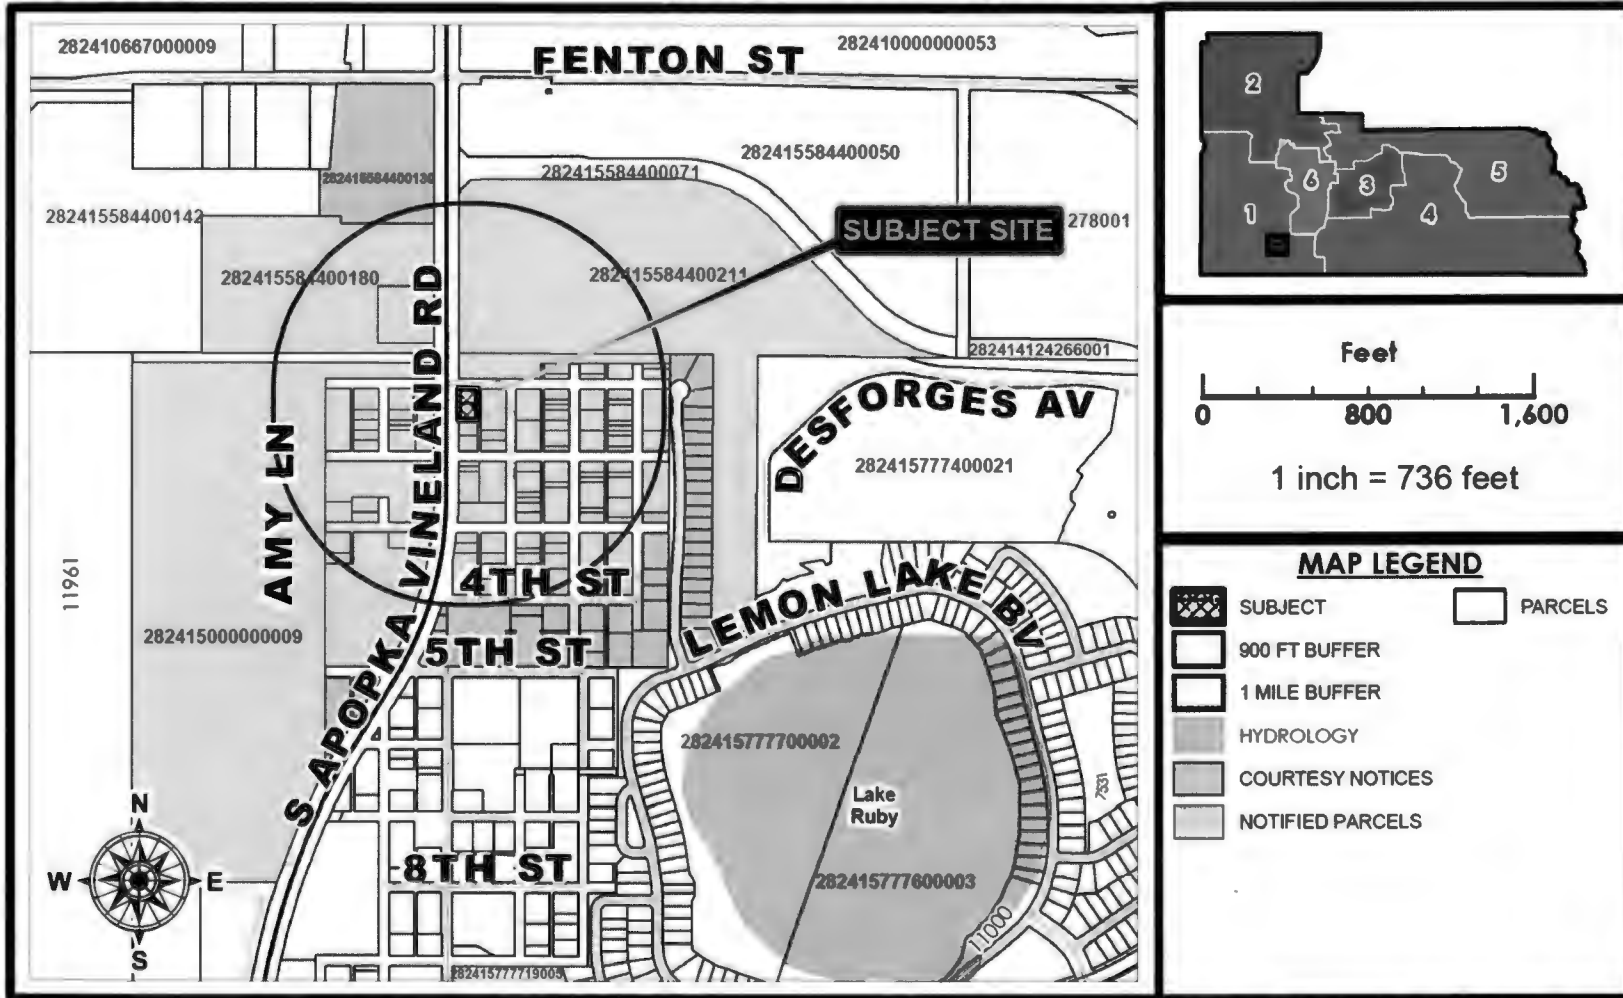 282410667000009
FENTON ST
282410000000053
282415584400050
282415584400071
282415584400130
282415584400142
SUBJECT SITE
278001
282415584400180
282415584400211
S APOPKA VINELAND RD
282414124266001
DESFORGES AV
AMY LN
282415777400021
11961
4TH ST
LEMON LAKE BV
282415000000009
5TH ST
282415777700002
Lake
Ruby
7331
8TH ST
282415777600003
11000
282415777719005
N
W
E
S
2
5
6
3
1
4
Feet
0 800 1,600
1 inch = 736 feet
MAP LEGEND
SUBJECT
PARCELS
900 FT BUFFER
1 MILE BUFFER
HYDROLOGY
COURTESY NOTICES
NOTIFIED PARCELS